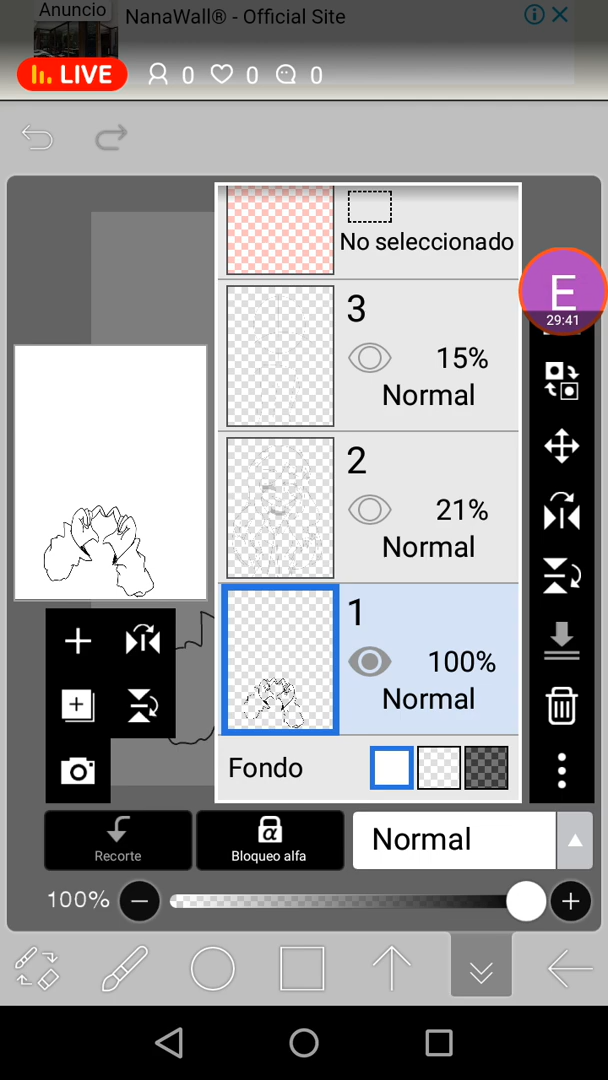 Anuncio
NanaWall® - Official Site
LIVE 0 0 0
No seleccionado
E
29:41
3
15%
Normal
2
21%
Normal
1
100%
Normal
Fondo
Recorte
α
Bloqueo alfa
Normal
100%